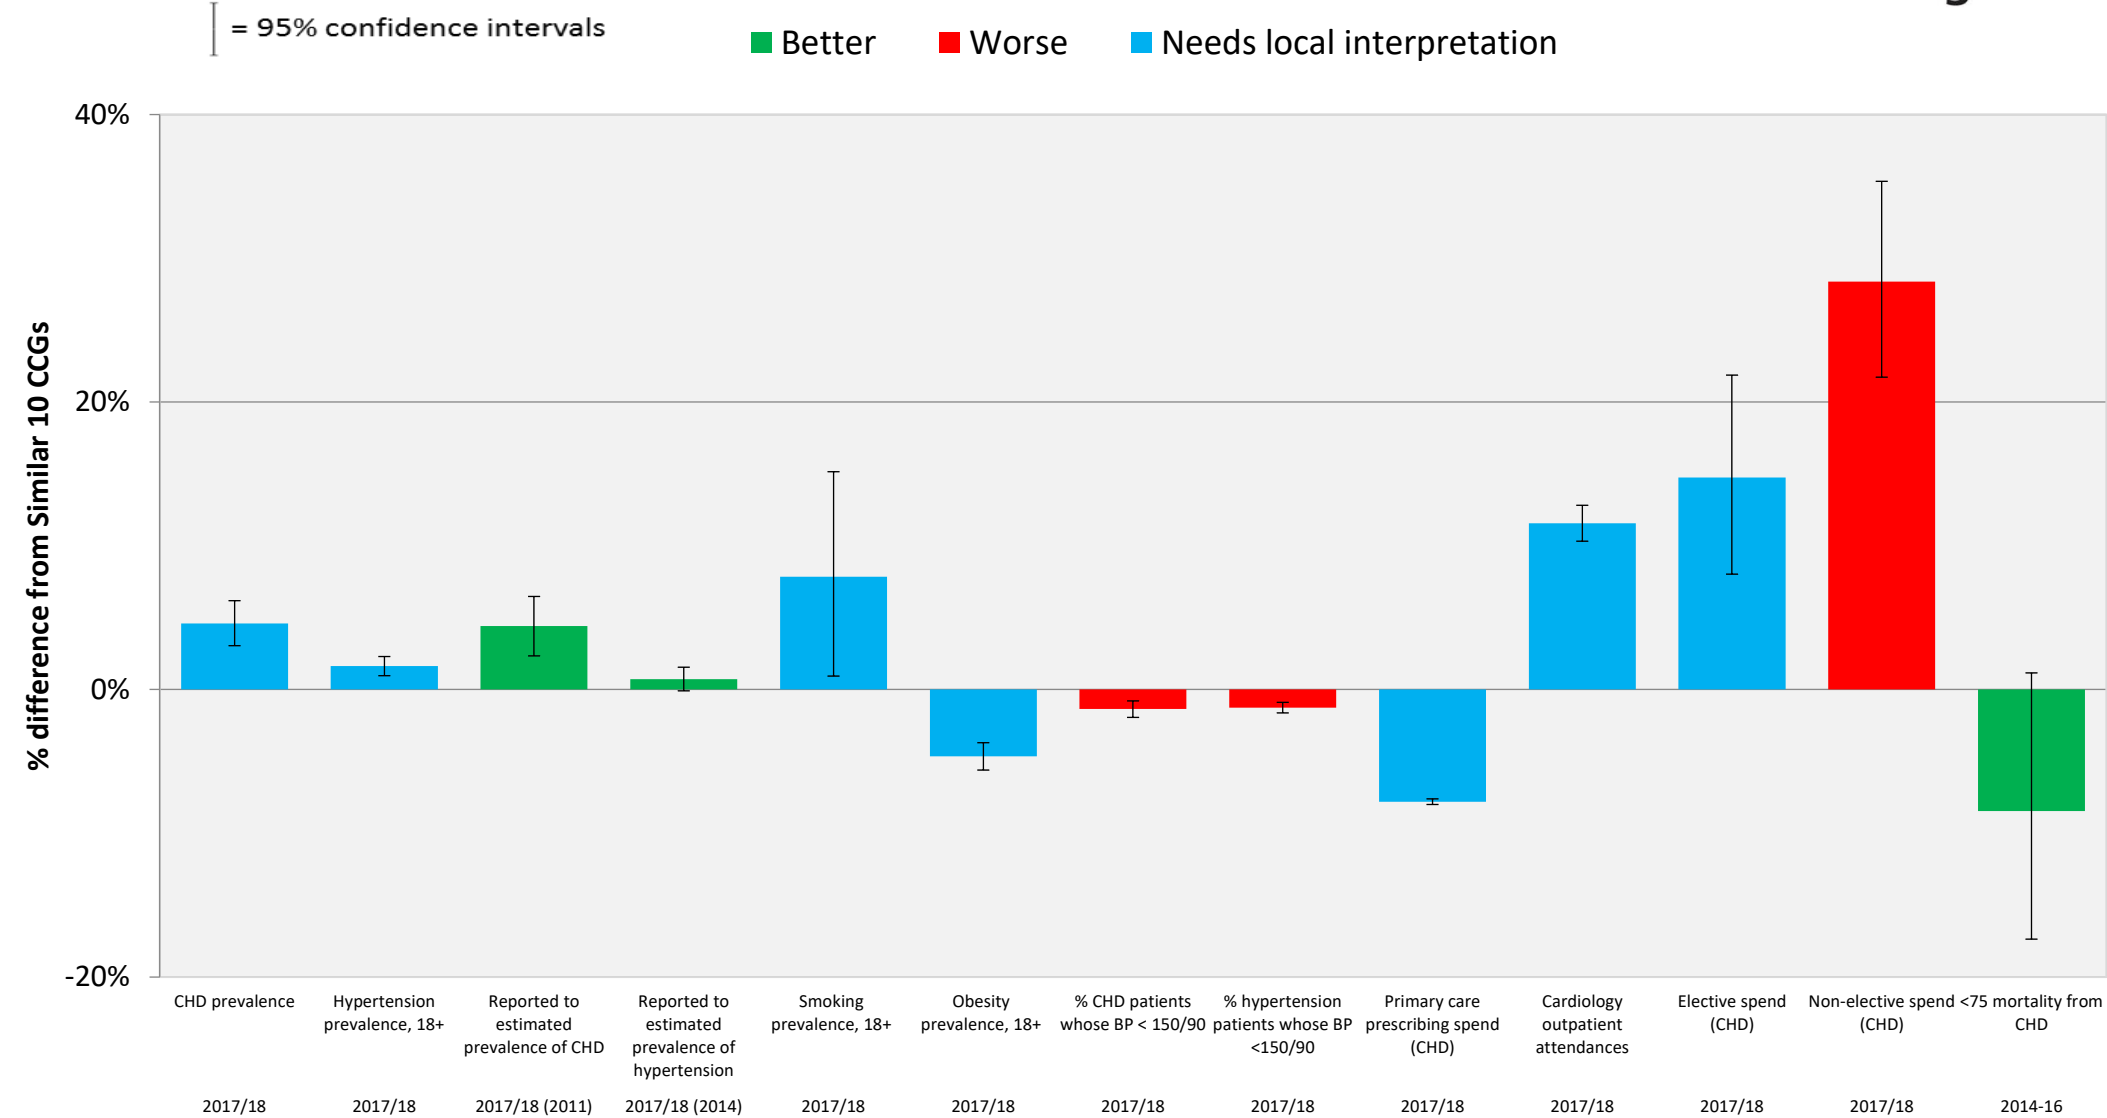 = 95% confidence intervals
Better
Worse
Needs local interpretation
% difference from Similar 10 CCGs
40%
20%
0%
-20%
CHD prevalence
2017/18
Hypertension
prevalence, 18+
2017/18
Reported to
estimated
prevalence of CHD
2017/18 (2011)
Reported to
estimated
prevalence of
hypertension
2017/18 (2014)
Smoking
prevalence, 18+
2017/18
Obesity
prevalence, 18+
2017/18
% CHD patients
whose BP < 150/90
2017/18
% hypertension
patients whose BP
<150/90
2017/18
Primary care
prescribing spend
(CHD)
2017/18
Cardiology
outpatient
attendances
2017/18
Elective spend
(CHD)
2017/18
Non-elective spend
(CHD)
2017/18
<75 mortality from
CHD
2014-16